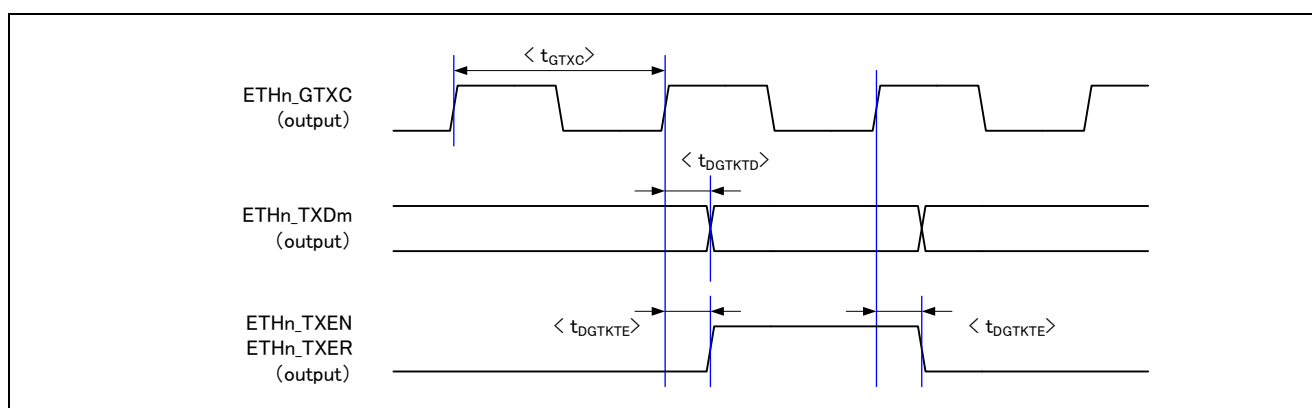 < tGTXC>
ETHn_GTXC
(output)
< tDGTKTD>
ETHn_TXDm
(output)
ETHn_TXEN
ETHn_TXER
(output)
< tDGTKTE>
< tDGTKTE>